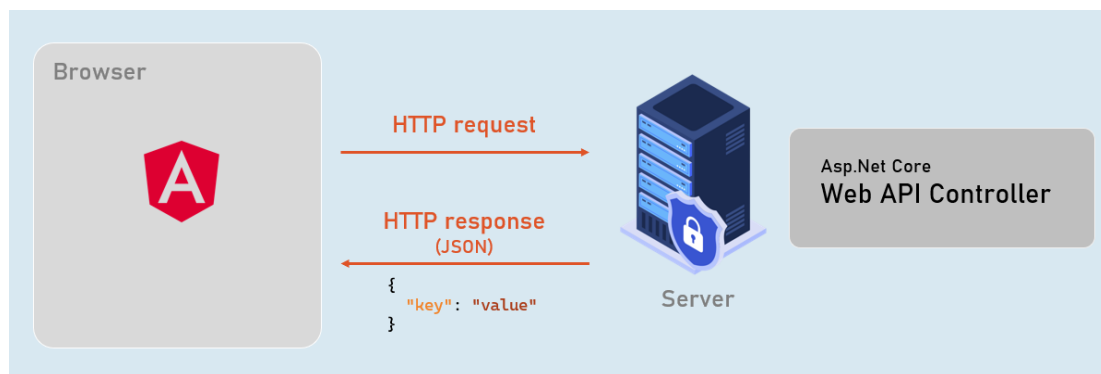 Browser
A
HTTP request
HTTP response
(JSON)
{
"key": "value"
}
Server
Asp.Net Core
Web API Controller